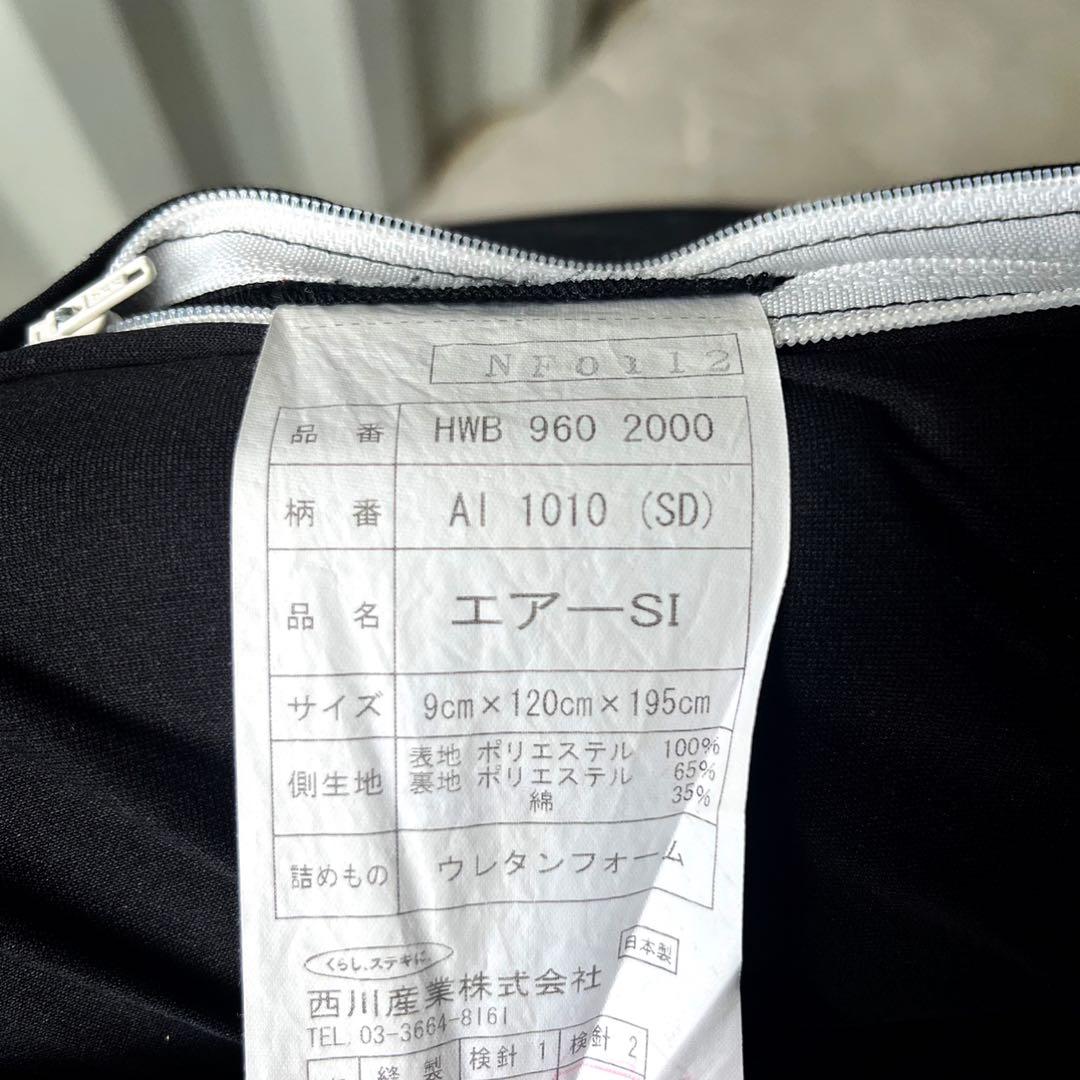 NF0112
品番 HWB 960 2000
柄番 AI 1010 (SD)
品名 エアーSI
サイズ 9cm×120cm×195cm
側生地 表地 ポリエステル 100%
裏地 ポリエステル 65%
綿 35%
詰めもの ウレタンフォーム
くらし、ステキに。
日本製
西川産業株式会社
TEL. 03-3664-8161
縫製 検針1 検針2